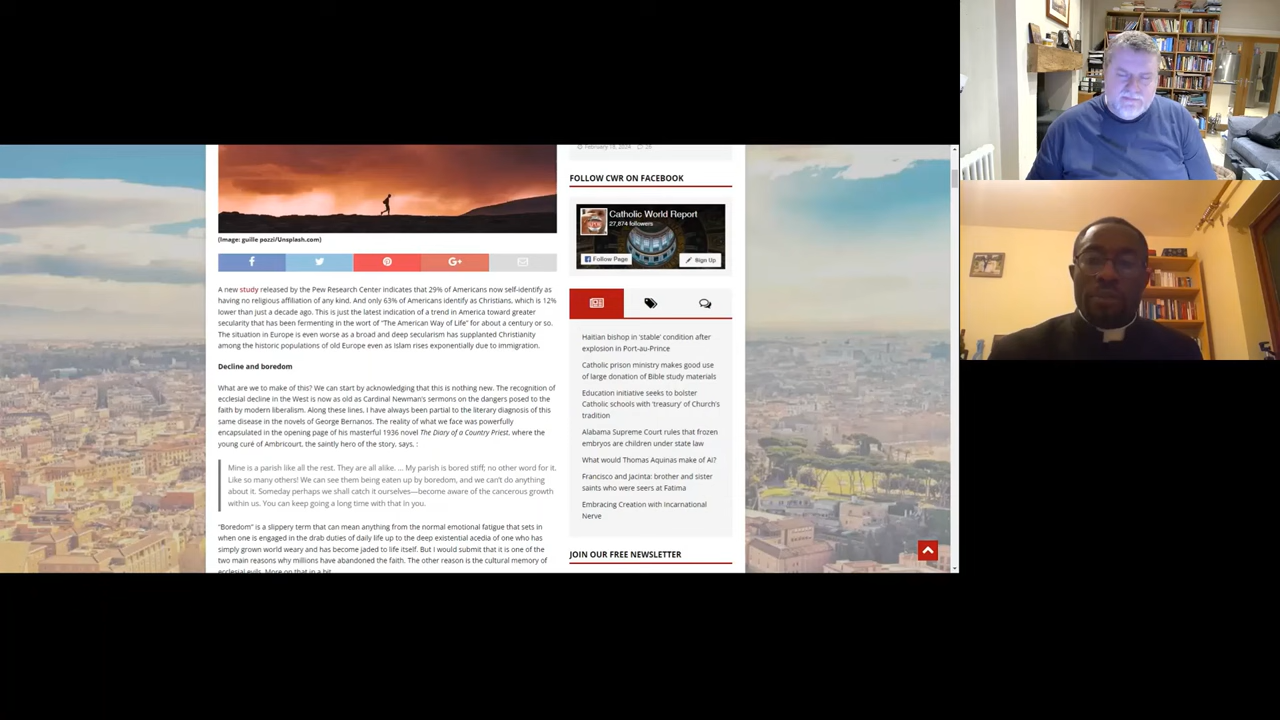 (Image: guille pozzi/Unsplash.com)
A new study released by the Pew Research Center indicates that 29% of Americans now self-identify as
having no religious affiliation of any kind. And only 63% of Americans identify as Christians, which is 12%
lower than just a decade ago. This is just the latest indication of a trend in America toward greater
secularity that has been fermenting in the wort of "The American Way of Life" for about a century or so.
The situation in Europe is even worse as a broad and deep secularism has supplanted Christianity
among the historic populations of old Europe even as Islam rises exponentially due to immigration.
Decline and boredom
What are we to make of this? We can start by acknowledging that this is nothing new. The recognition of
ecclesial decline in the West is now as old as Cardinal Newman's sermons on the dangers posed to the
faith by modern liberalism. Along these lines, I have always been partial to the literary diagnosis of this
same disease in the novels of George Bernanos. The reality of what we face was powerfully
encapsulated in the opening page of his masterful 1936 novel The Diary of a Country Priest, where the
young curé of Ambricourt, the saintly hero of the story, says, :
Mine is a parish like all the rest. They are all alike. ... My parish is bored stiff; no other word for it.
Like so many others! We can see them being eaten up by boredom, and we can't do anything
about it. Someday perhaps we shall catch it ourselves—become aware of the cancerous growth
within us. You can keep going a long time with that in you.
"Boredom" is a slippery term that can mean anything from the normal emotional fatigue that sets in
when one is engaged in the drab duties of daily life up to the deep existential acedia of one who has
simply grown world weary and has become jaded to life itself. But I would submit that it is one of the
two main reasons why millions have abandoned the faith. The other reason is the cultural memory of
ecclesial evils. More on that in a bit.
February 18, 2024
FOLLOW CWR ON FACEBOOK
Catholic World Report
27,874 followers
Follow Page
Sign Up
Haitian bishop in 'stable' condition after
explosion in Port-au-Prince
Catholic prison ministry makes good use
of large donation of Bible study materials
Education initiative seeks to bolster
Catholic schools with 'treasury' of Church's
tradition
Alabama Supreme Court rules that frozen
embryos are children under state law
What would Thomas Aquinas make of AI?
Francisco and Jacinta: brother and sister
saints who were seers at Fatima
Embracing Creation with Incarnational
Nerve
JOIN OUR FREE NEWSLETTER